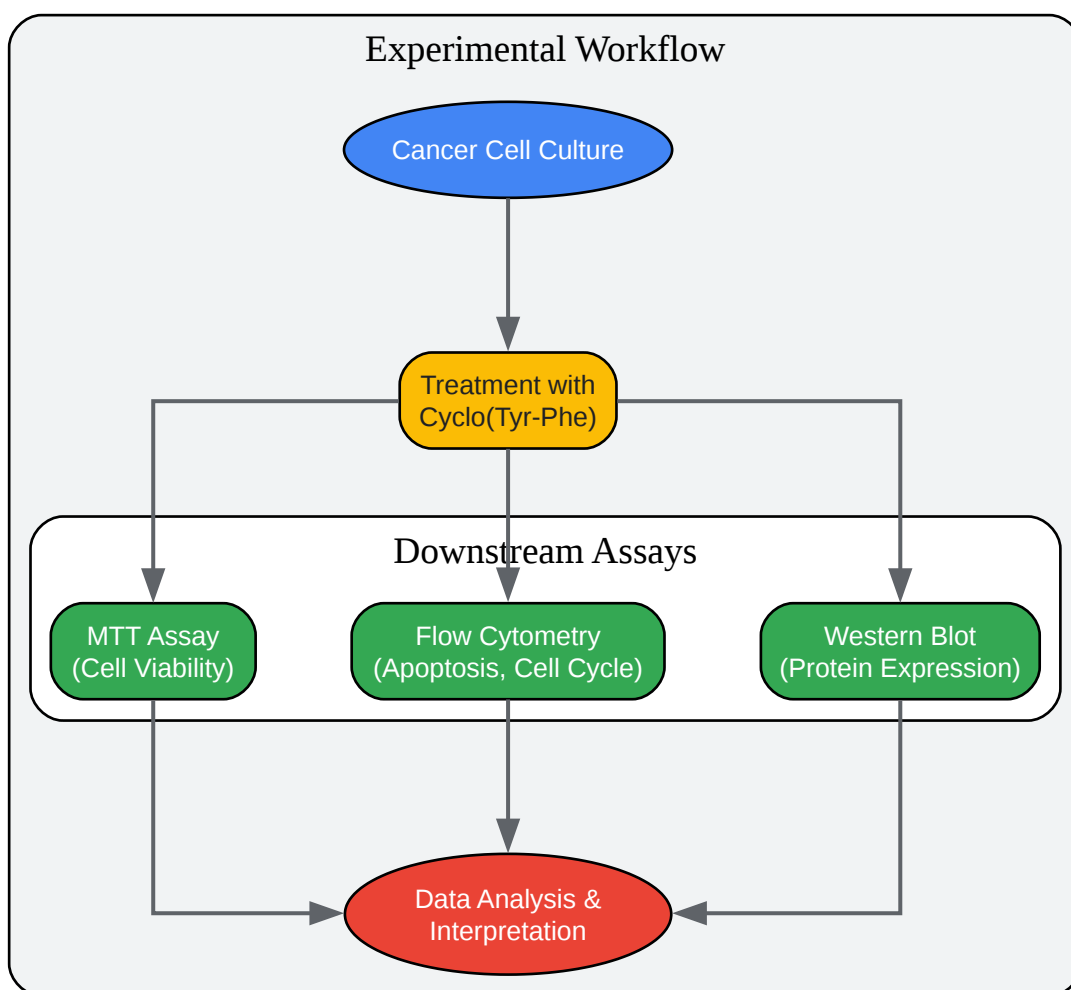 Experimental Workflow
Cancer Cell Culture
Treatment with
Cyclo(Tyr-Phe)
Downstream Assays
MTT Assay
(Cell Viability)
Flow Cytometry
(Apoptosis, Cell Cycle)
Western Blot
(Protein Expression)
Data Analysis &
Interpretation